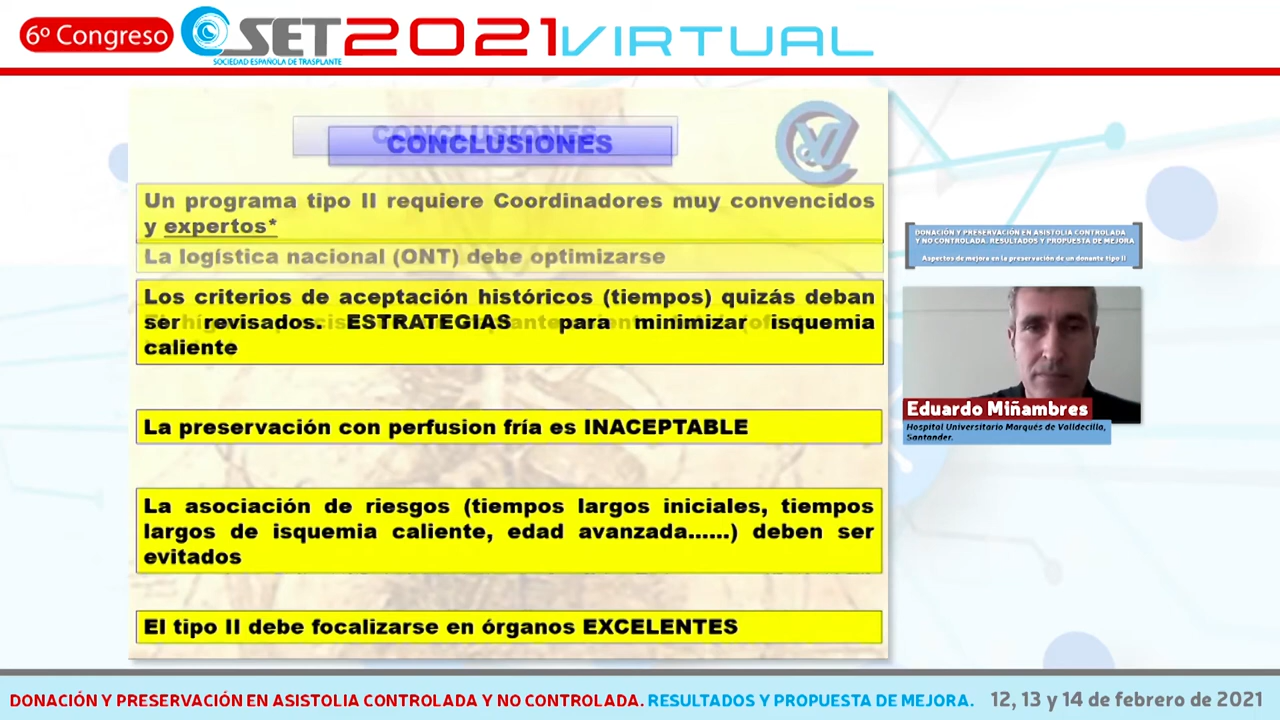 6º Congreso SET 2021 VIRTUAL
SOCIEDAD ESPAÑOLA DE TRASPLANTE
CONCLUSIONES
CONCLUSIONES
Un programa tipo II requiere Coordinadores muy convencidos
y expertos*
La logística nacional (ONT) debe optimizarse
Los criterios de aceptación históricos (tiempos) quizás deban
ser revisados. ESTRATEGIAS para minimizar isquemia
caliente
La preservación con perfusion fría es INACEPTABLE
La asociación de riesgos (tiempos largos iniciales, tiempos
largos de isquemia caliente, edad avanzada......) deben ser
evitados
El tipo II debe focalizarse en órganos EXCELENTES
DONACIÓN Y PRESERVACIÓN EN ASISTOLIA CONTROLADA
Y NO CONTROLADA. RESULTADOS Y PROPUESTA DE MEJORA
Aspectos de mejora en la preservación de un donante tipo II
Eduardo Miñambres
Hospital Universitario Marqués de Valldecilla,
Santander.
DONACIÓN Y PRESERVACIÓN EN ASISTOLIA CONTROLADA Y NO CONTROLADA. RESULTADOS Y PROPUESTA DE MEJORA. 12, 13 y 14 de febrero de 2021